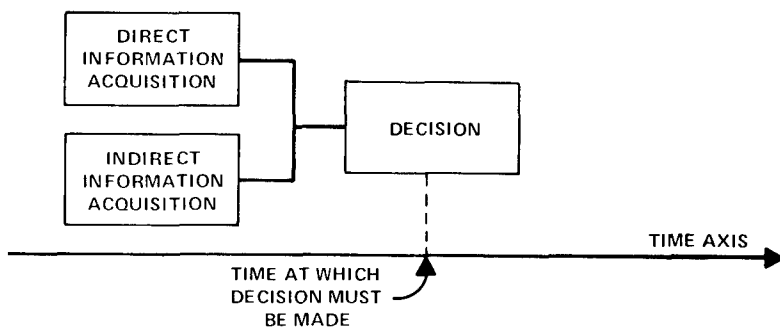 DIRECT
INFORMATION
ACQUISITION
DECISION
INDIRECT
INFORMATION
ACQUISITION
TIME AXIS
TIME AT WHICH
DECISION MUST
BE MADE